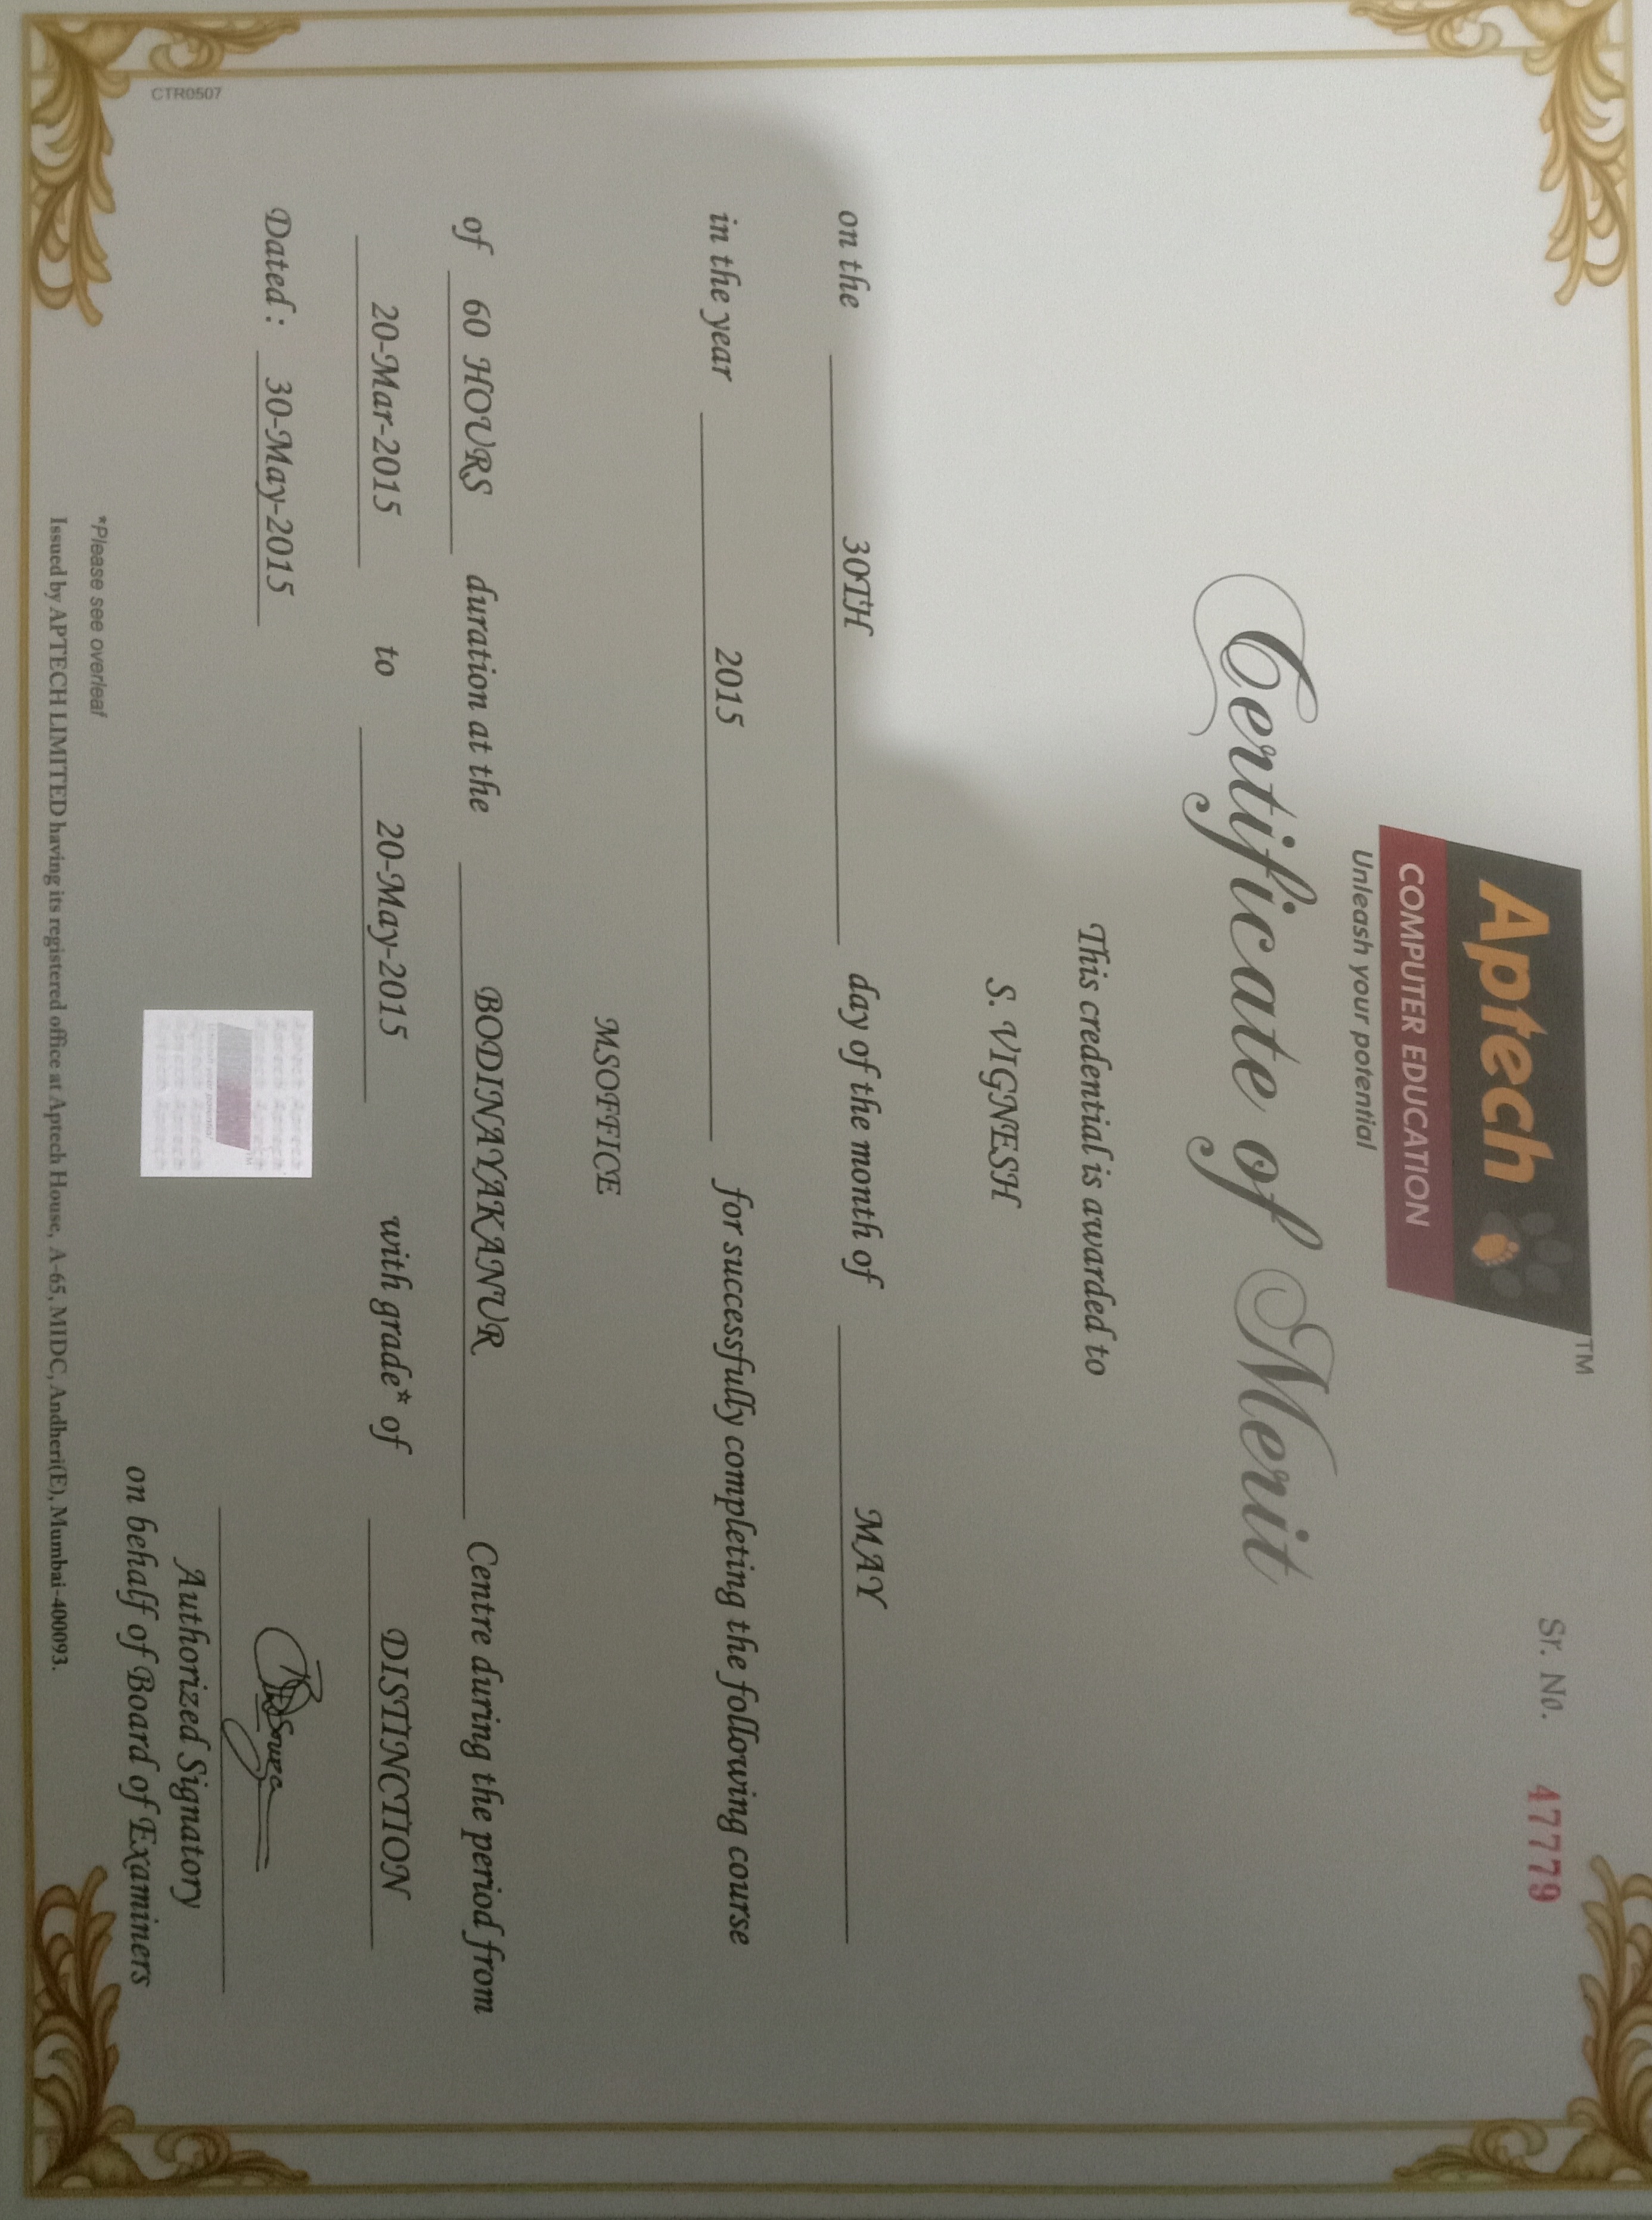 Aptech
TM
COMPUTER EDUCATION
Unleash your potential
Sr. No. 47779
Certificate of Merit
This credential is awarded to
S. VIGNESH
on the 30TH day of the month of MAY
in the year 2015 for successfully completing the following course
MSOFFICE
of 60 HOURS duration at the BODINAYAKANUR Centre during the period from
20-Mar-2015 to 20-May-2015 with grade* of DISTINCTION
Dated : 30-May-2015
Authorized Signatory
on behalf of Board of Examiners
*Please see overleaf
Issued by APTECH LIMITED having its registered office at Aptech House, A-65, MIDC, Andheri(E), Mumbai-400093.
CTR0507